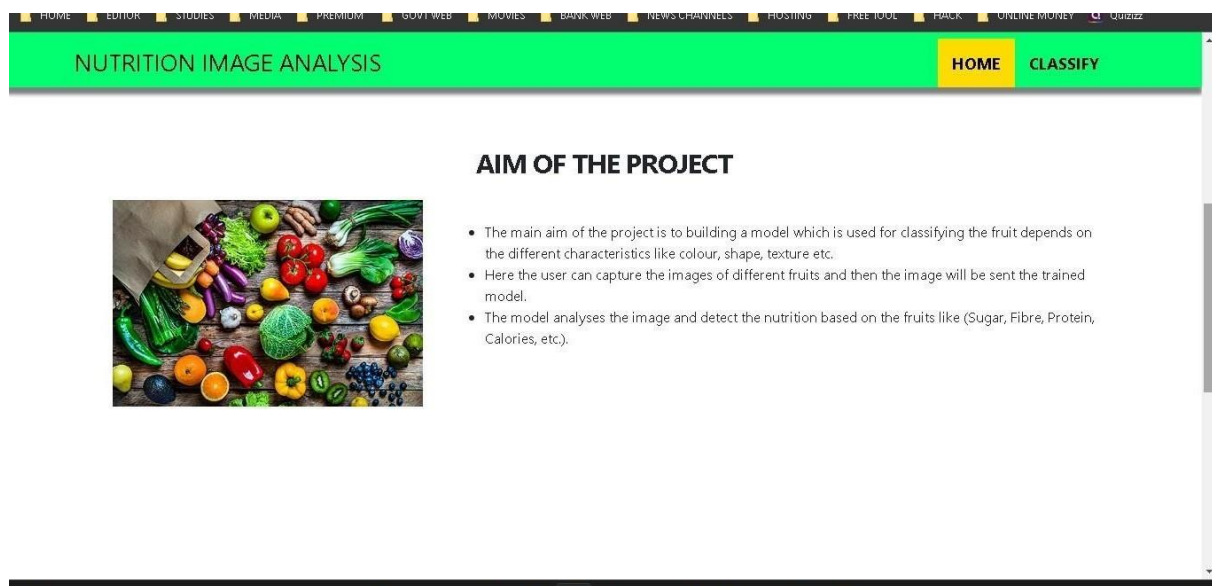 HOME EDITOR STUDIES MEDIA PREMIUM GOVT WEB MOVIES BANK WEB NEWS CHANNELS HOSTING FREE TOOL HACK ONLINE MONEY Quizizz
NUTRITION IMAGE ANALYSIS HOME CLASSIFY
AIM OF THE PROJECT
• The main aim of the project is to building a model which is used for classifying the fruit depends on
the different characteristics like colour, shape, texture etc.
• Here the user can capture the images of different fruits and then the image will be sent the trained
model.
• The model analyses the image and detect the nutrition based on the fruits like (Sugar, Fibre, Protein,
Calories, etc.).